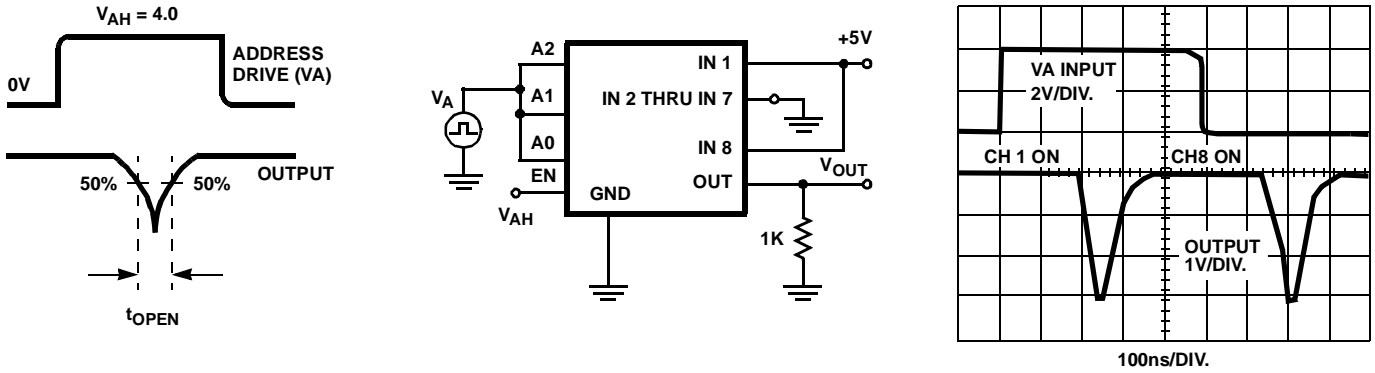 V_AH = 4.0
0V
ADDRESS
DRIVE (VA)
50%
50%
OUTPUT
t_OPEN
V_A
A2
A1
A0
EN
V_AH
GND
IN 1
IN 2 THRU IN 7
IN 8
OUT
+5V
V_OUT
1K
VA INPUT
2V/DIV.
CH 1 ON
CH8 ON
OUTPUT
1V/DIV.
100ns/DIV.